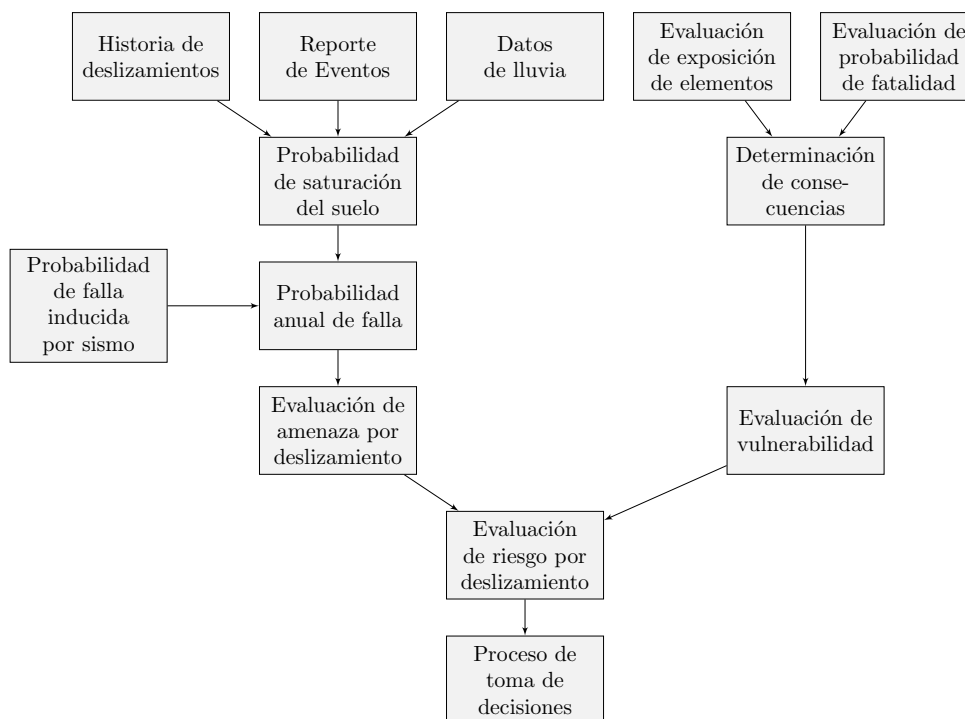 Historia de
deslizamientos
Reporte
de Eventos
Datos
de lluvia
Evaluación
de exposición
de elementos
Evaluación de
probabilidad
de fatalidad
Probabilidad
de saturación
del suelo
Determinación
de conse-
cuencias
Probabilidad
de falla
inducida
por sismo
Probabilidad
anual de falla
Evaluación de
amenaza por
deslizamiento
Evaluación de
vulnerabilidad
Evaluación
de riesgo por
deslizamiento
Proceso de
toma de
decisiones